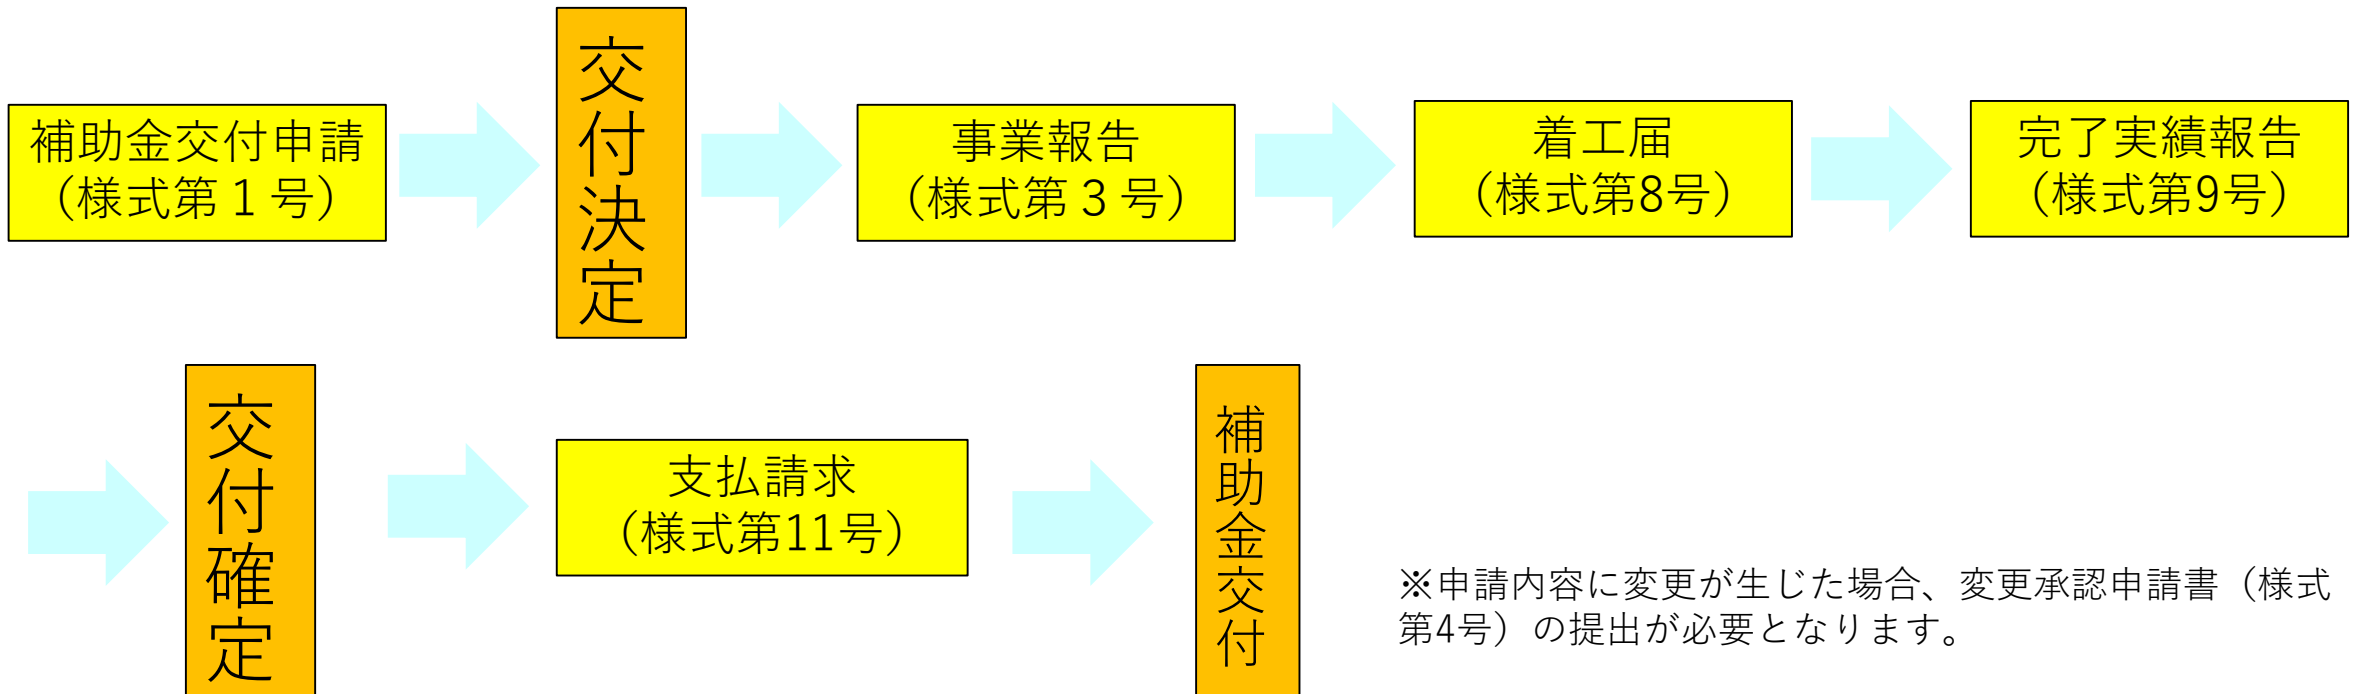 補助金交付申請
（様式第１号）
交付決定
事業報告
（様式第３号）
着工届
（様式第8号）
完了実績報告
（様式第9号）
交付確定
支払請求
（様式第11号）
補助金交付
※申請内容に変更が生じた場合、変更承認申請書（様式
第4号）の提出が必要となります。